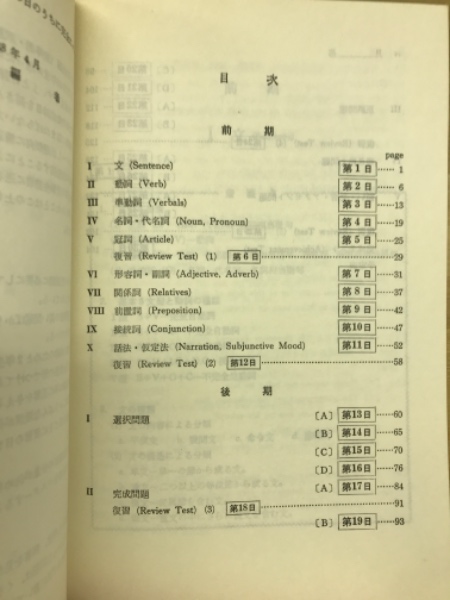 年4月
編者
目次
前期
page
I 文 (Sentence) 第1日 …… 1
II 動詞 (Verb) 第2日 …… 6
III 準動詞 (Verbals) 第3日 ……13
IV 名詞・代名詞 (Noun, Pronoun) 第4日 ……19
V 冠詞 (Article) 第5日 ……25
復習 (Review Test) (1) 第6日 ……29
VI 形容詞・副詞 (Adjective, Adverb) 第7日 ……31
VII 関係詞 (Relatives) 第8日 ……37
VIII 前置詞 (Preposition) 第9日 ……42
IX 接続詞 (Conjunction) 第10日 ……47
X 話法・仮定法 (Narration, Subjunctive Mood) 第11日 ……52
復習 (Review Test) (2) 第12日 ……58
後期
I 選択問題 〔A〕 第13日 ……60
〔B〕 第14日 ……65
〔C〕 第15日 ……70
〔D〕 第16日 ……76
II 完成問題 〔A〕 第17日 ……84
復習 (Review Test) (3) 第18日 ……91
〔B〕 第19日 ……93